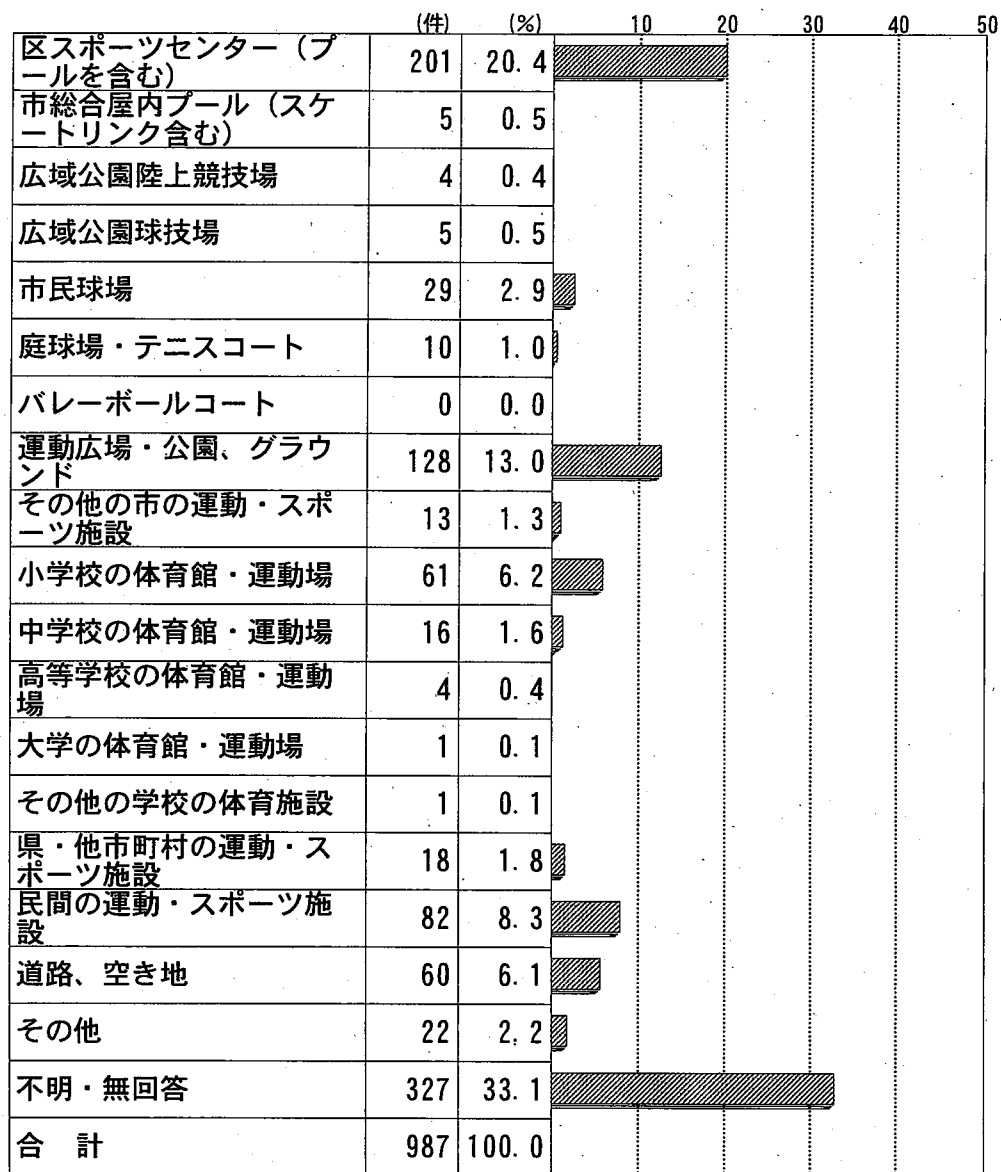 (件) (%) 10 20 30 40 50
区スポーツセンター（プ
ールを含む） 201 20.4
市総合屋内プール（スケ
ートリンク含む） 5 0.5
広域公園陸上競技場 4 0.4
広域公園球技場 5 0.5
市民球場 29 2.9
庭球場・テニスコート 10 1.0
バレーボールコート 0 0.0
運動広場・公園、グラウ
ンド 128 13.0
その他の市の運動・スポ
ーツ施設 13 1.3
小学校の体育館・運動場 61 6.2
中学校の体育館・運動場 16 1.6
高等学校の体育館・運動
場 4 0.4
大学の体育館・運動場 1 0.1
その他の学校の体育施設 1 0.1
県・他市町村の運動・ス
ポーツ施設 18 1.8
民間の運動・スポーツ施
設 82 8.3
道路、空き地 60 6.1
その他 22 2.2
不明・無回答 327 33.1
合　計 987 100.0